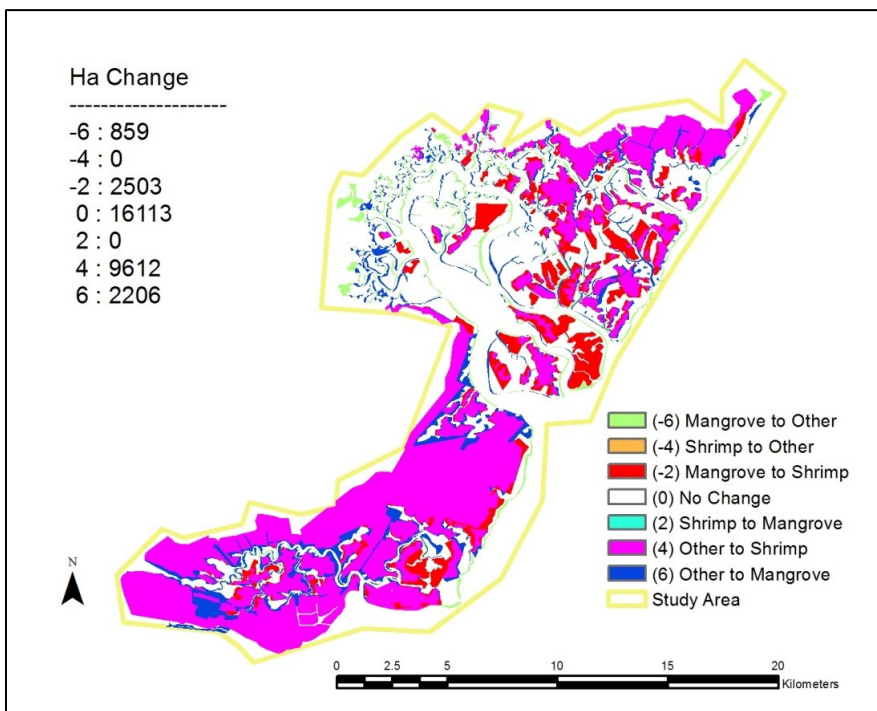 Ha Change
--------------------
-6 : 859
-4 : 0
-2 : 2503
0 : 16113
2 : 0
4 : 9612
6 : 2206
(-6) Mangrove to Other
(-4) Shrimp to Other
(-2) Mangrove to Shrimp
(0) No Change
(2) Shrimp to Mangrove
(4) Other to Shrimp
(6) Other to Mangrove
Study Area
N
0 2.5 5 10 15 20
Kilometers